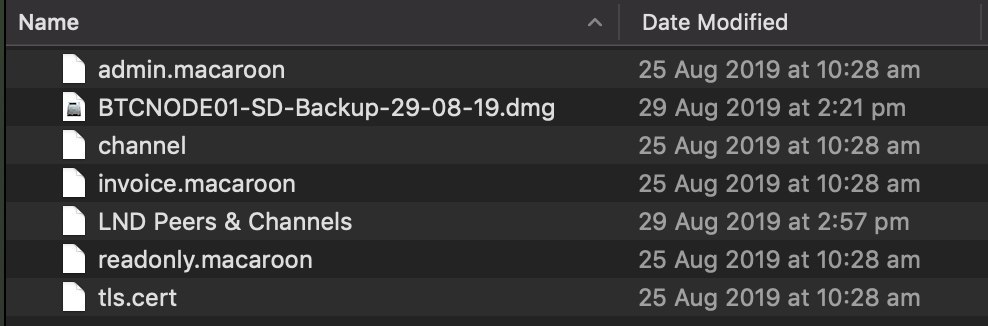 Name Date Modified
admin.macaroon 25 Aug 2019 at 10:28 am
BTCNODE01-SD-Backup-29-08-19.dmg 29 Aug 2019 at 2:21 pm
channel 25 Aug 2019 at 10:28 am
invoice.macaroon 25 Aug 2019 at 10:28 am
LND Peers & Channels 29 Aug 2019 at 2:57 pm
readonly.macaroon 25 Aug 2019 at 10:28 am
tls.cert 25 Aug 2019 at 10:28 am